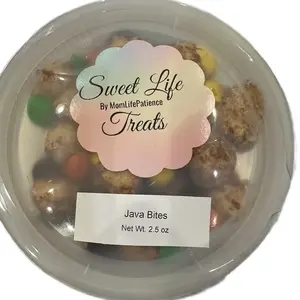 Sweet Life
By MomLifePatience
Treats
Java Bites
Net Wt. 2.5 oz